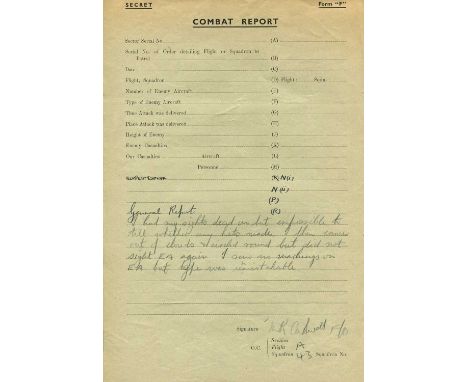 SECRET Form "F"
COMBAT REPORT
Sector Serial No. (A)
Serial No. of Order detailing Flight or Squadron to
Patrol (B)
Date (C)
Flight, Squadron (D) Flight: Sqdn.
Number of Enemy Aircraft (E)
Type of Enemy Aircraft (F)
Time Attack was delivered (G)
Place Attack was delivered (H)
Height of Enemy (J)
Enemy Casualties (K)
Our Casualties Aircraft (L)
Personnel (M)
N(i)
N(ii)
(P)
General Report (R)
I had my sights dead on but impossible to
tell whether any hits made. I then came
out of clouds & circled round but did not
sight EA again. I saw no markings on
EA but type was unmistakable
Signature
Section
O.C. Flight A
Squadron 43 Squadron No.